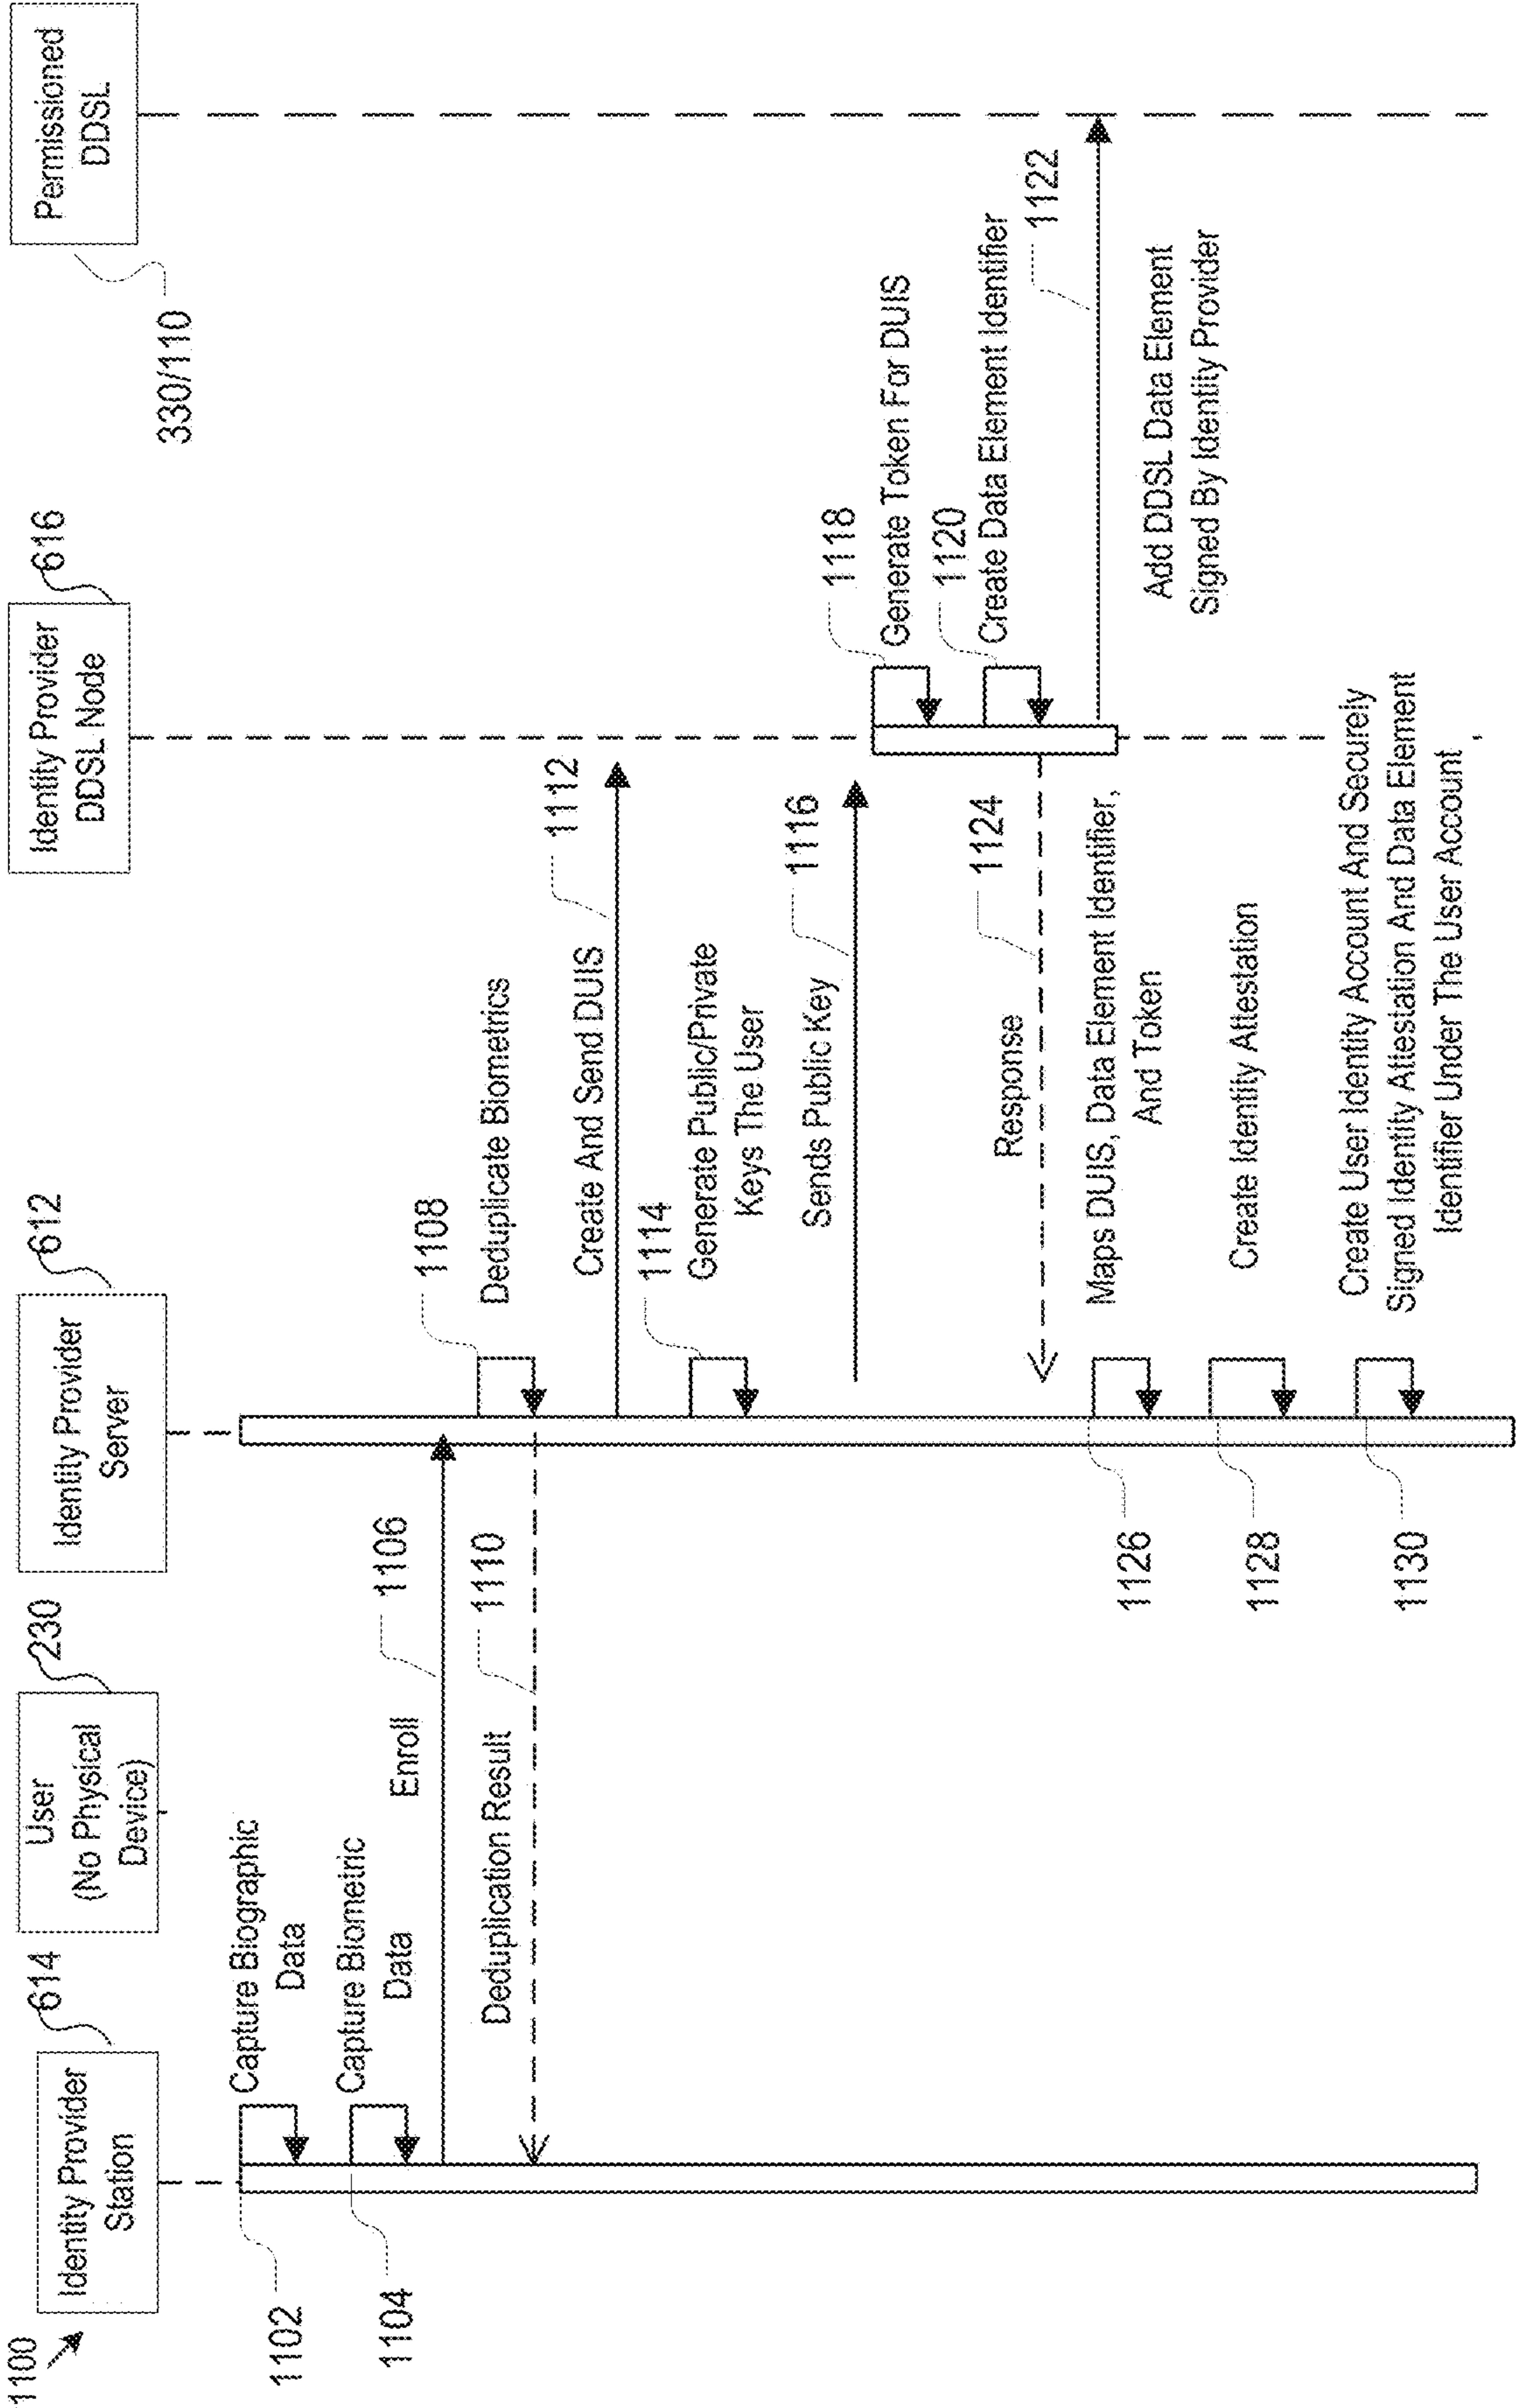 1100
Identity Provider
Station
614
User
(No Physical
Device)
230
Identity Provider
Server
612
Identity Provider
DDSL Node
616
Permissioned
DDSL
330/110
1102
Capture Biographic
Data
1104
Capture Biometric
Data
Enroll
1106
1108
Deduplicate Biometrics
Deduplication Result
1110
Create And Send DUIS
1112
1114
Generate Public/Private
Keys The User
Sends Public Key
1116
1118
Generate Token For DUIS
1120
Create Data Element Identifier
1122
Add DDSL Data Element
Signed By Identity Provider
Response
1124
1126
Maps DUIS, Data Element Identifier,
And Token
1128
Create Identity Attestation
1130
Create User Identity Account And Securely
Signed Identity Attestation And Data Element
Identifier Under The User Account